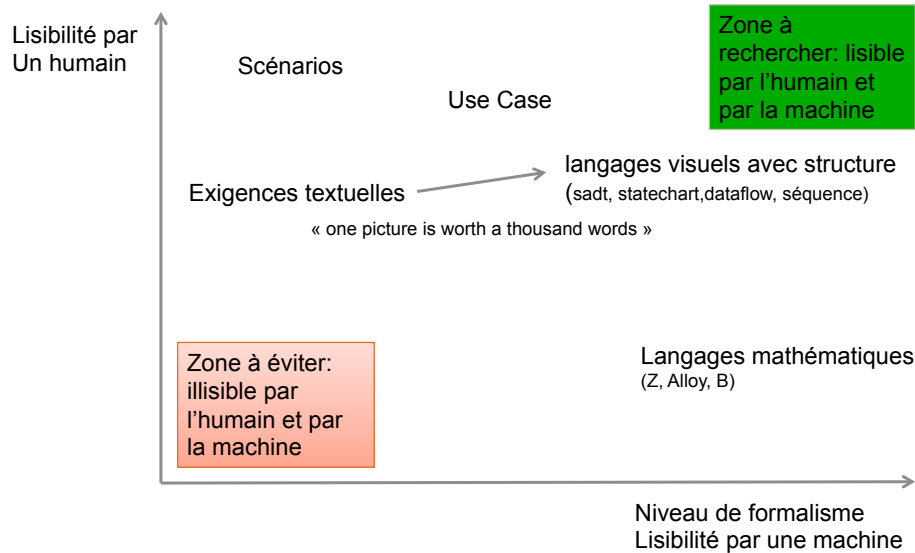 Lisibilité par
Un humain
Scénarios
Use Case
Zone à
rechercher: lisible
par l’humain et
par la machine
Exigences textuelles
langages visuels avec structure
(sadt, statechart,dataflow, séquence)
« one picture is worth a thousand words »
Zone à éviter:
illisible par
l’humain et par
la machine
Langages mathématiques
(Z, Alloy, B)
Niveau de formalisme
Lisibilité par une machine